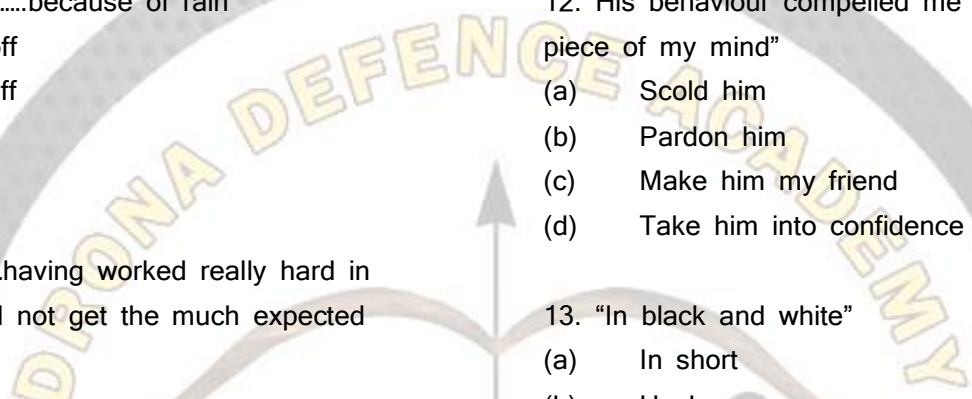 .....because of rain
ff
ff
.having worked really hard in
not get the much expected
12. His behaviour compelled me
piece of my mind”
(a) Scold him
(b) Pardon him
(c) Make him my friend
(d) Take him into confidence
13. “In black and white”
(a) In short
DRONA DEFENCE ACADEMY